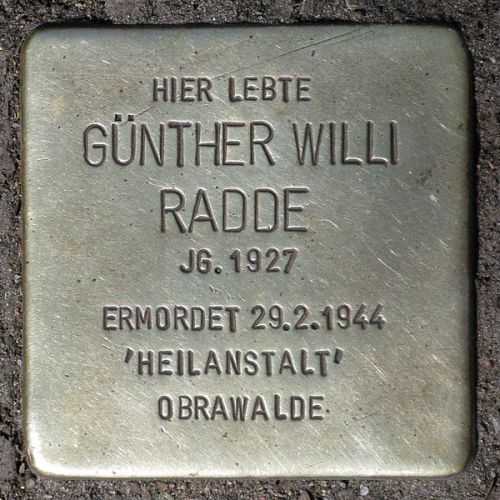 HIER LEBTE
GÜNTHER WILLI
RADDE
JG. 1927
ERMORDET 29.2.1944
'HEILANSTALT'
OBRAWALDE